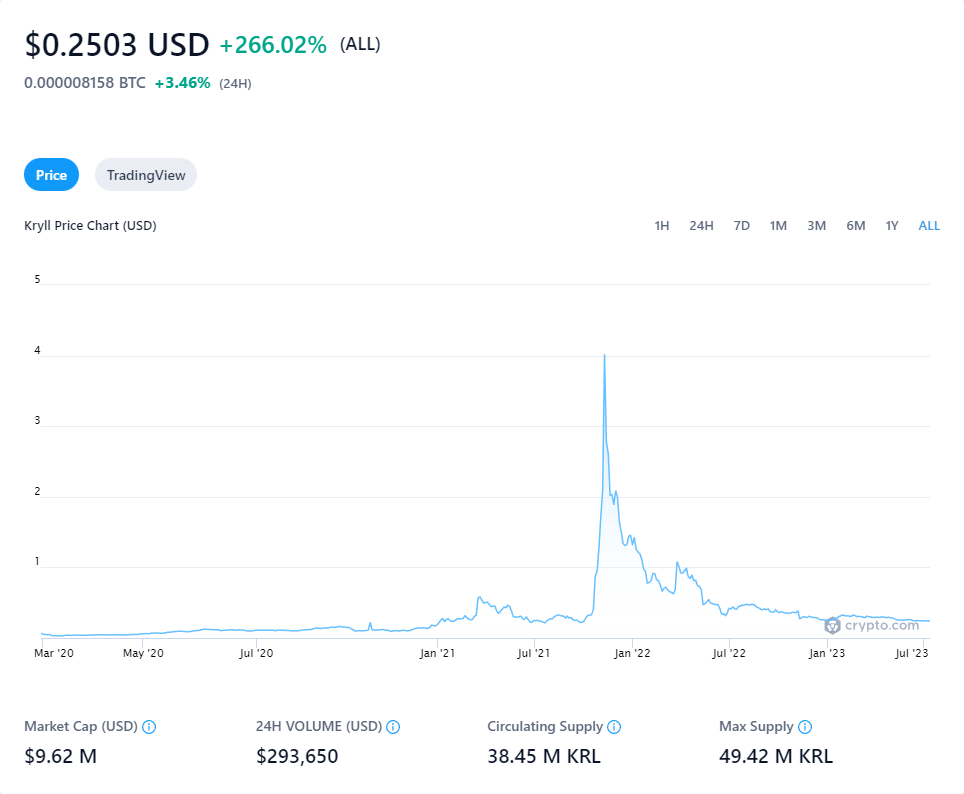 $0.2503 USD +266.02% (ALL)
0.000008158 BTC +3.46% (24H)
Price TradingView
Kryll Price Chart (USD) 1H 24H 7D 1M 3M 6M 1Y ALL
5
4
3
2
1
crypto.com
Mar '20 May '20 Jul '20 Jan '21 Jul '21 Jan '22 Jul '22 Jan '23 Jul '23
Market Cap (USD) 24H VOLUME (USD) Circulating Supply Max Supply
$9.62 M $293,650 38.45 M KRL 49.42 M KRL